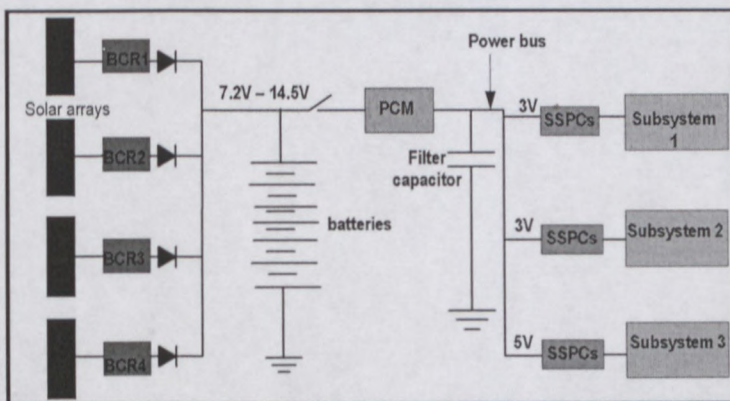 BCR1
Solar arrays
BCR2
BCR3
BCR4
7.2V – 14.5V
batteries
PCM
Power bus
Filter
capacitor
3V
SSPCs
Subsystem
1
3V
SSPCs
Subsystem 2
5V
SSPCs
Subsystem 3